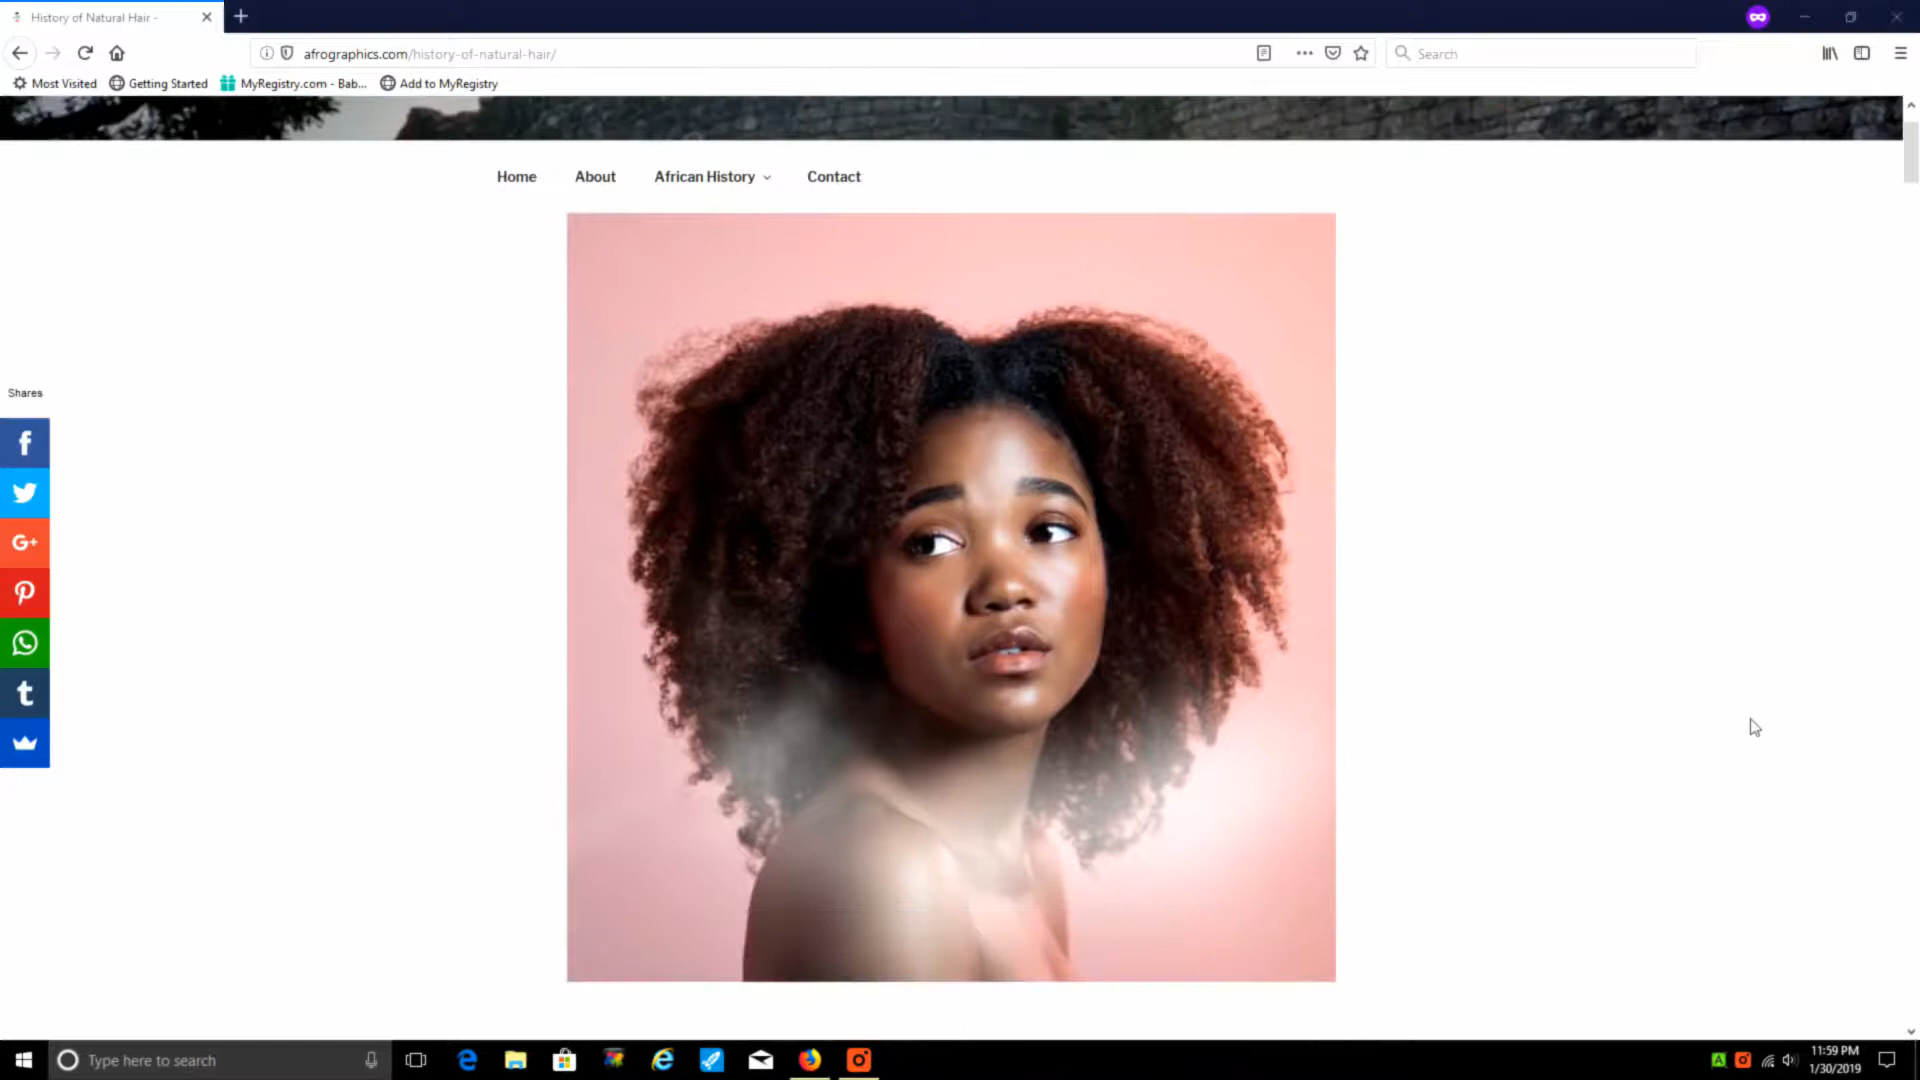 History of Natural Hair -
afrographics.com/history-of-natural-hair/
Search
Most Visited
Getting Started
MyRegistry.com - Bab...
Add to MyRegistry
Home
About
African History
Contact
Shares
f
G+
t
Type here to search
11:59 PM
1/30/2019